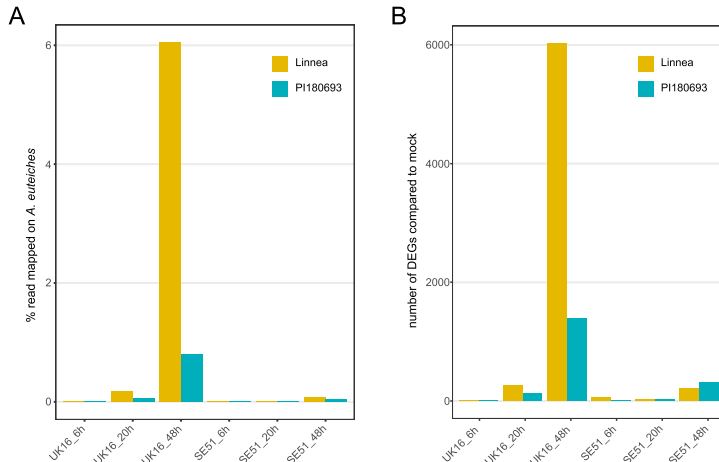 A
% read mapped on A. euteiches
6
4
2
0
Linnea
PI180693
UK16_6h
UK16_20h
UK16_48h
SE51_6h
SE51_20h
SE51_48h
B
number of DEGs compared to mock
6000
4000
2000
0
Linnea
PI180693
UK16_6h
UK16_20h
UK16_48h
SE51_6h
SE51_20h
SE51_48h